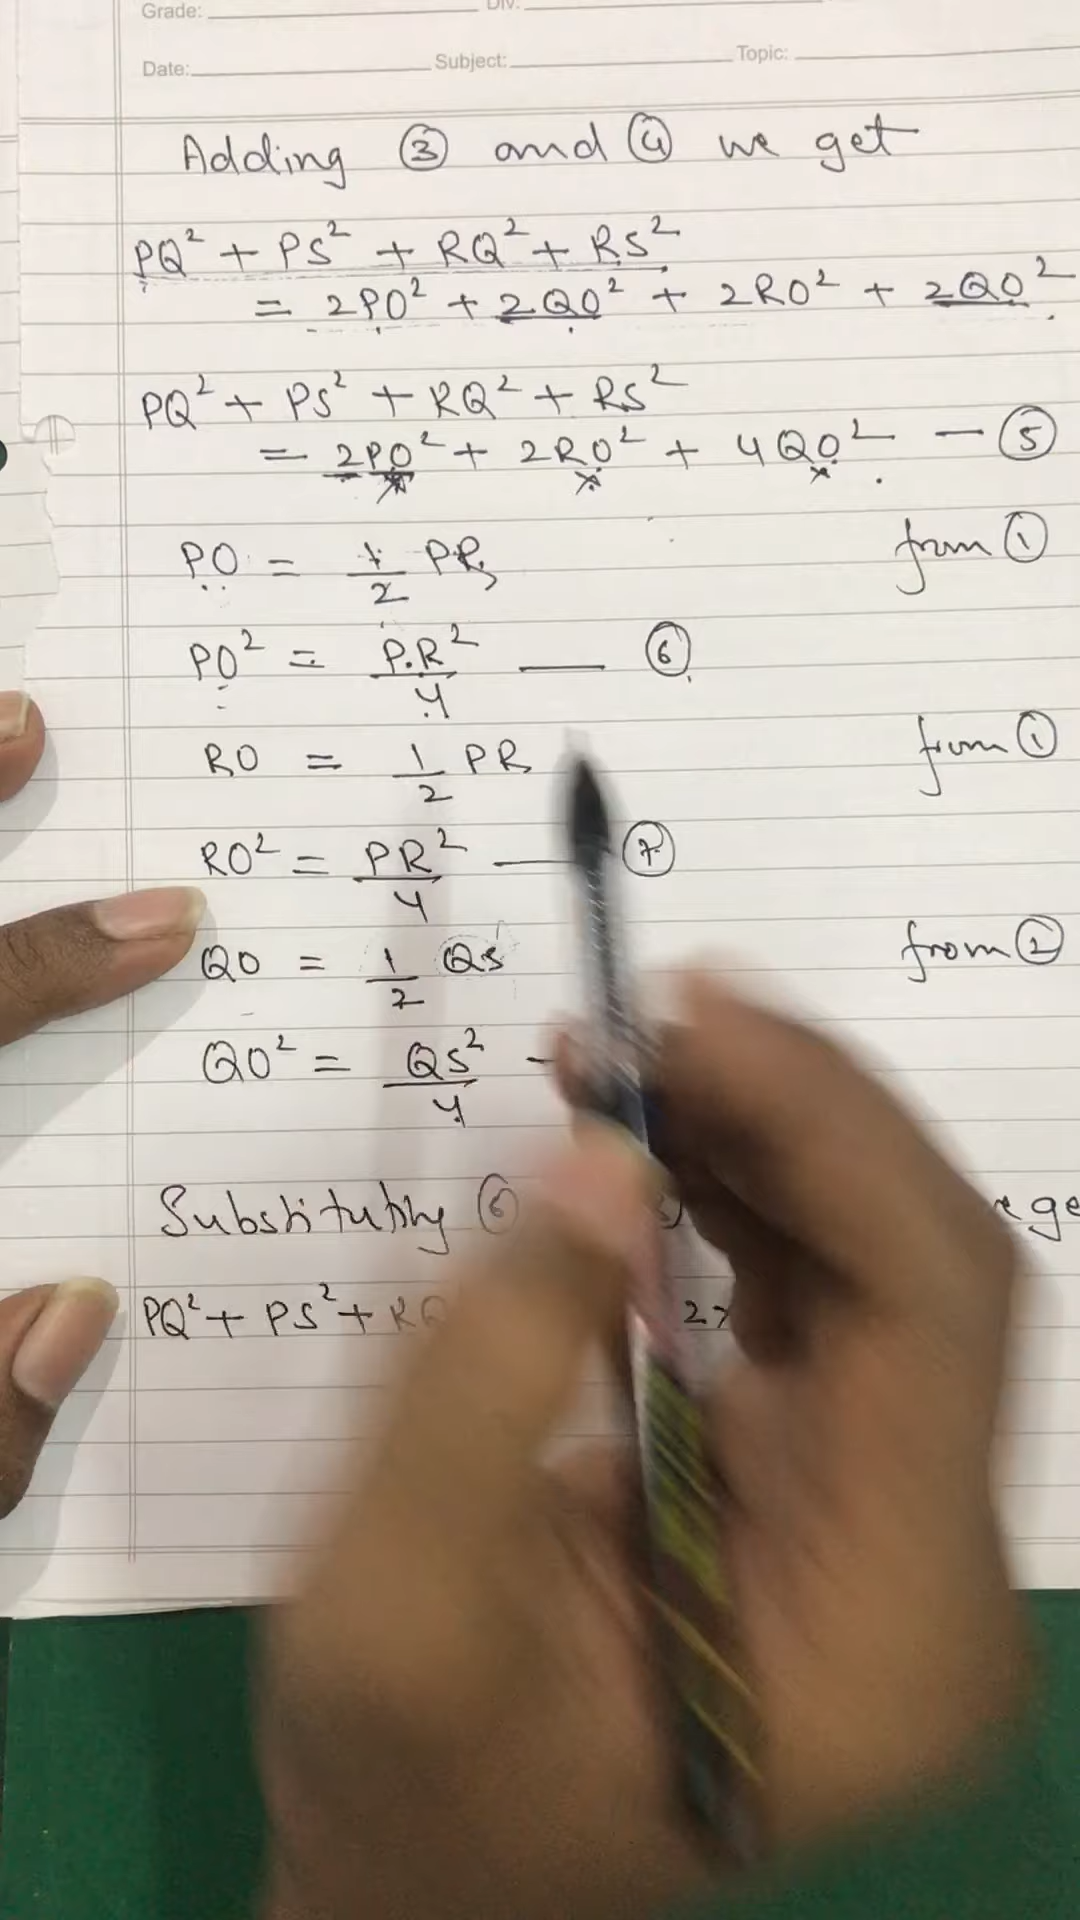 Grade: Div:
Date: Subject: Topic:
Adding ③ and ④ we get
PQ² + PS² + RQ² + RS²
= 2PO² + 2QO² + 2RO² + 2QO²
PQ² + PS² + RQ² + RS²
= 2PO² + 2RO² + 4QO² — ⑤
PO = 1/2 PR from ①
PO² = PR²/4 — ⑥
RO = 1/2 PR from ①
RO² = PR²/4 — ⑦
QO = 1/2 QS from ②
QO² = QS²/4 -
Substituting ⑥
PQ² + PS² + RQ 2×